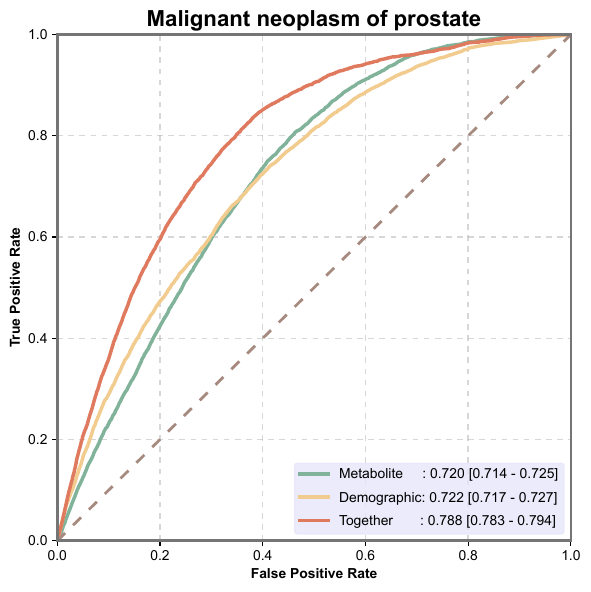 Malignant neoplasm of prostate
1.0
0.8
0.6
0.4
0.2
0.0
True Positive Rate
Metabolite : 0.720 [0.714 - 0.725]
Demographic: 0.722 [0.717 - 0.727]
Together : 0.788 [0.783 - 0.794]
0.0 0.2 0.4 0.6 0.8 1.0
False Positive Rate